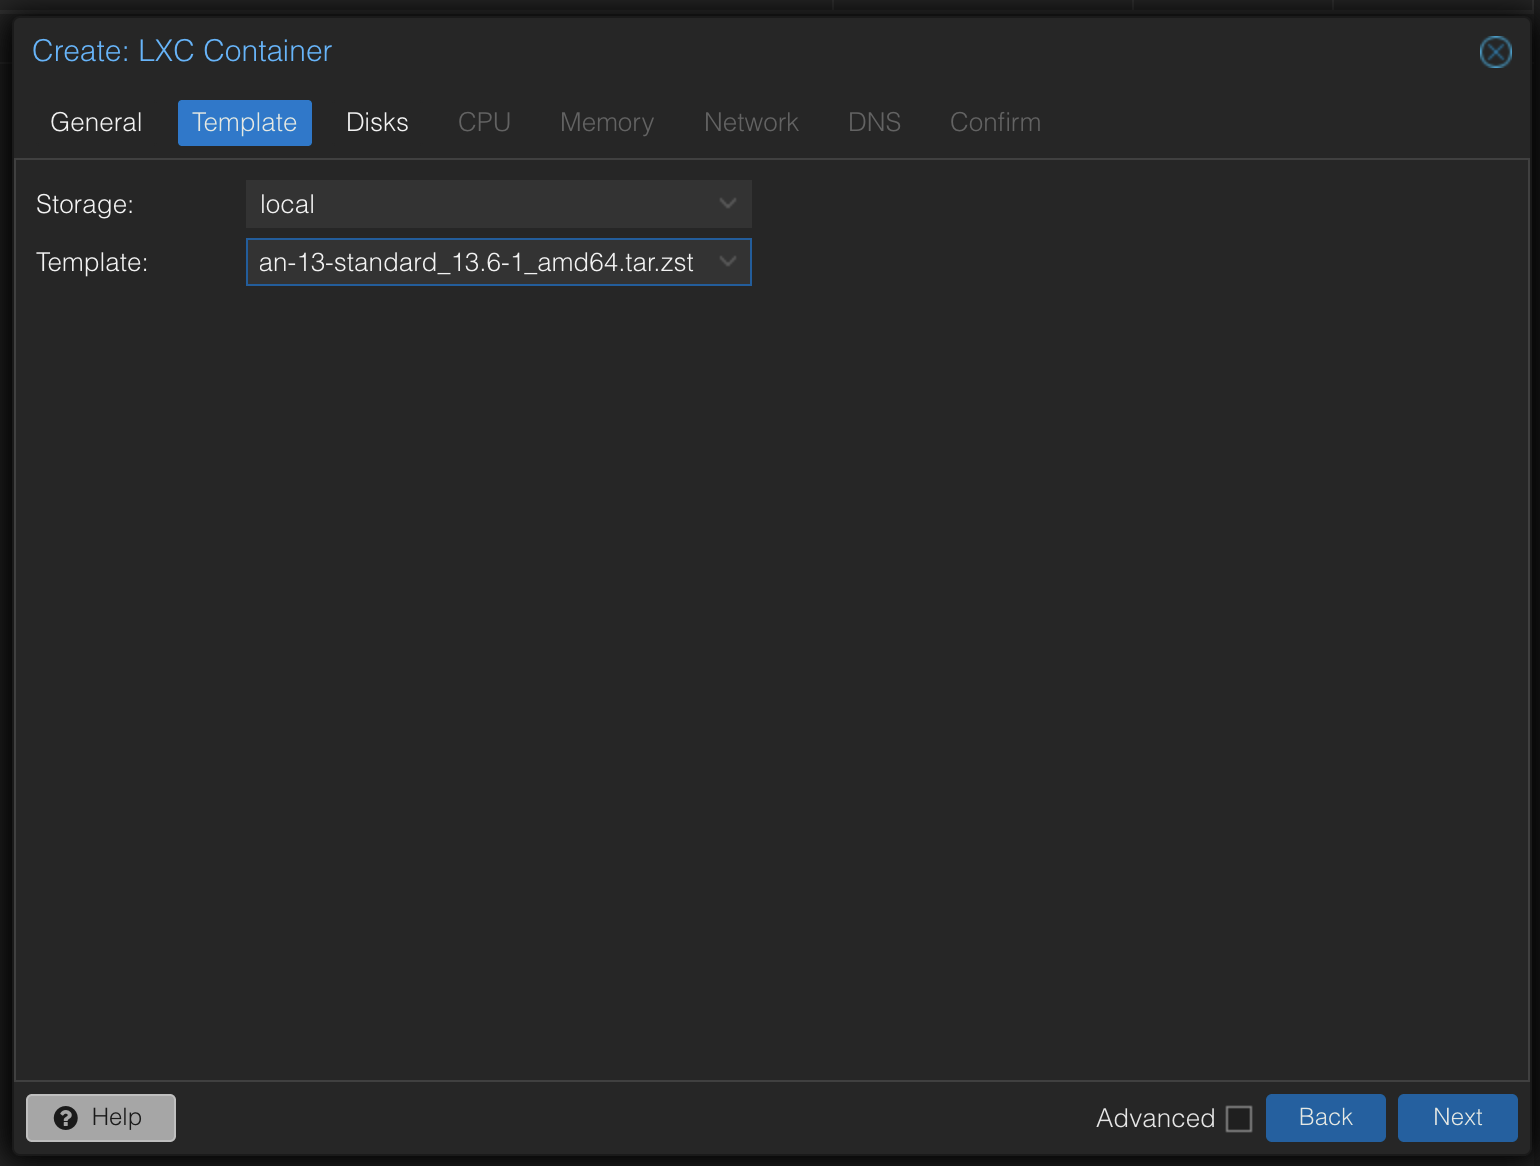 Create: LXC Container
General Template Disks CPU Memory Network DNS Confirm
Storage: local
Template: an-13-standard_13.6-1_amd64.tar.zst
Help Advanced Back Next